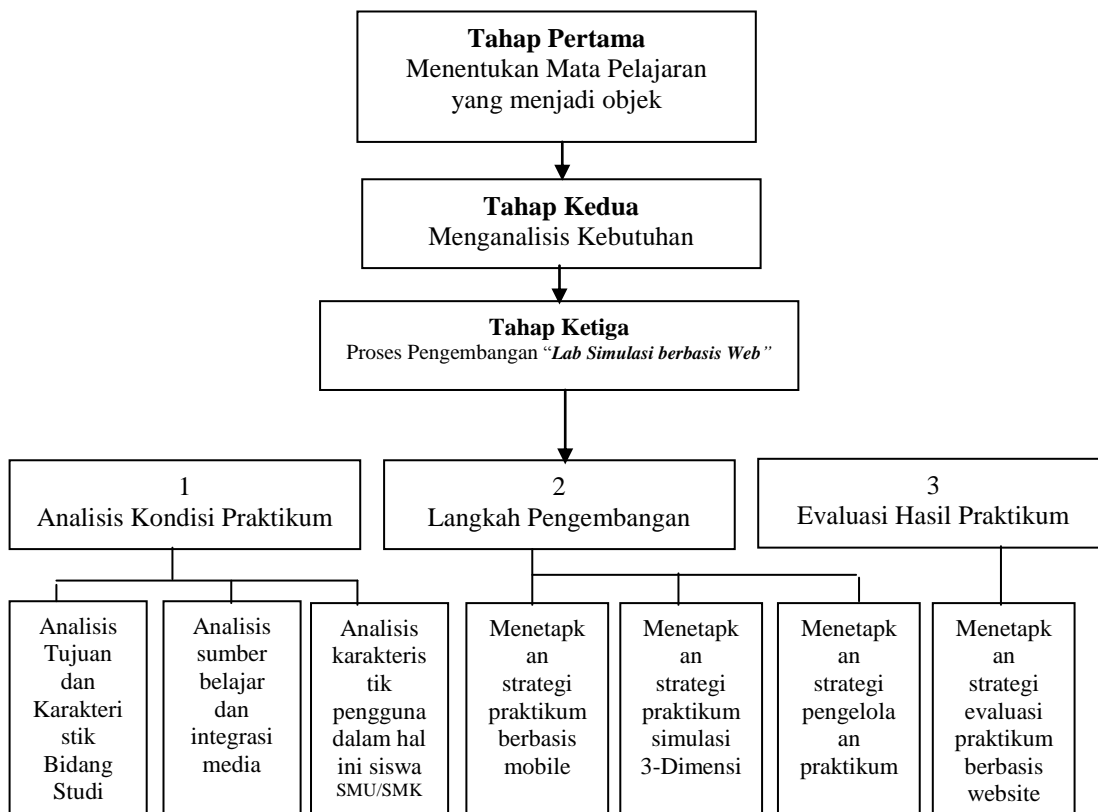 Tahap Pertama
Menentukan Mata Pelajaran
yang menjadi objek
Tahap Kedua
Menganalisis Kebutuhan
Tahap Ketiga
Proses Pengembangan “Lab Simulasi berbasis Web”
1
Analisis Kondisi Praktikum
2
Langkah Pengembangan
3
Evaluasi Hasil Praktikum
Analisis
Tujuan
dan
Karakteri
stik
Bidang
Studi
Analisis
sumber
belajar
dan
integrasi
media
Analisis
karakteris
tik
pengguna
dalam hal
ini siswa
SMU/SMK
Menetapk
an
strategi
praktikum
berbasis
mobile
Menetapk
an
strategi
praktikum
simulasi
3-Dimensi
Menetapk
an
strategi
pengelola
an
praktikum
Menetapk
an
strategi
evaluasi
praktikum
berbasis
website